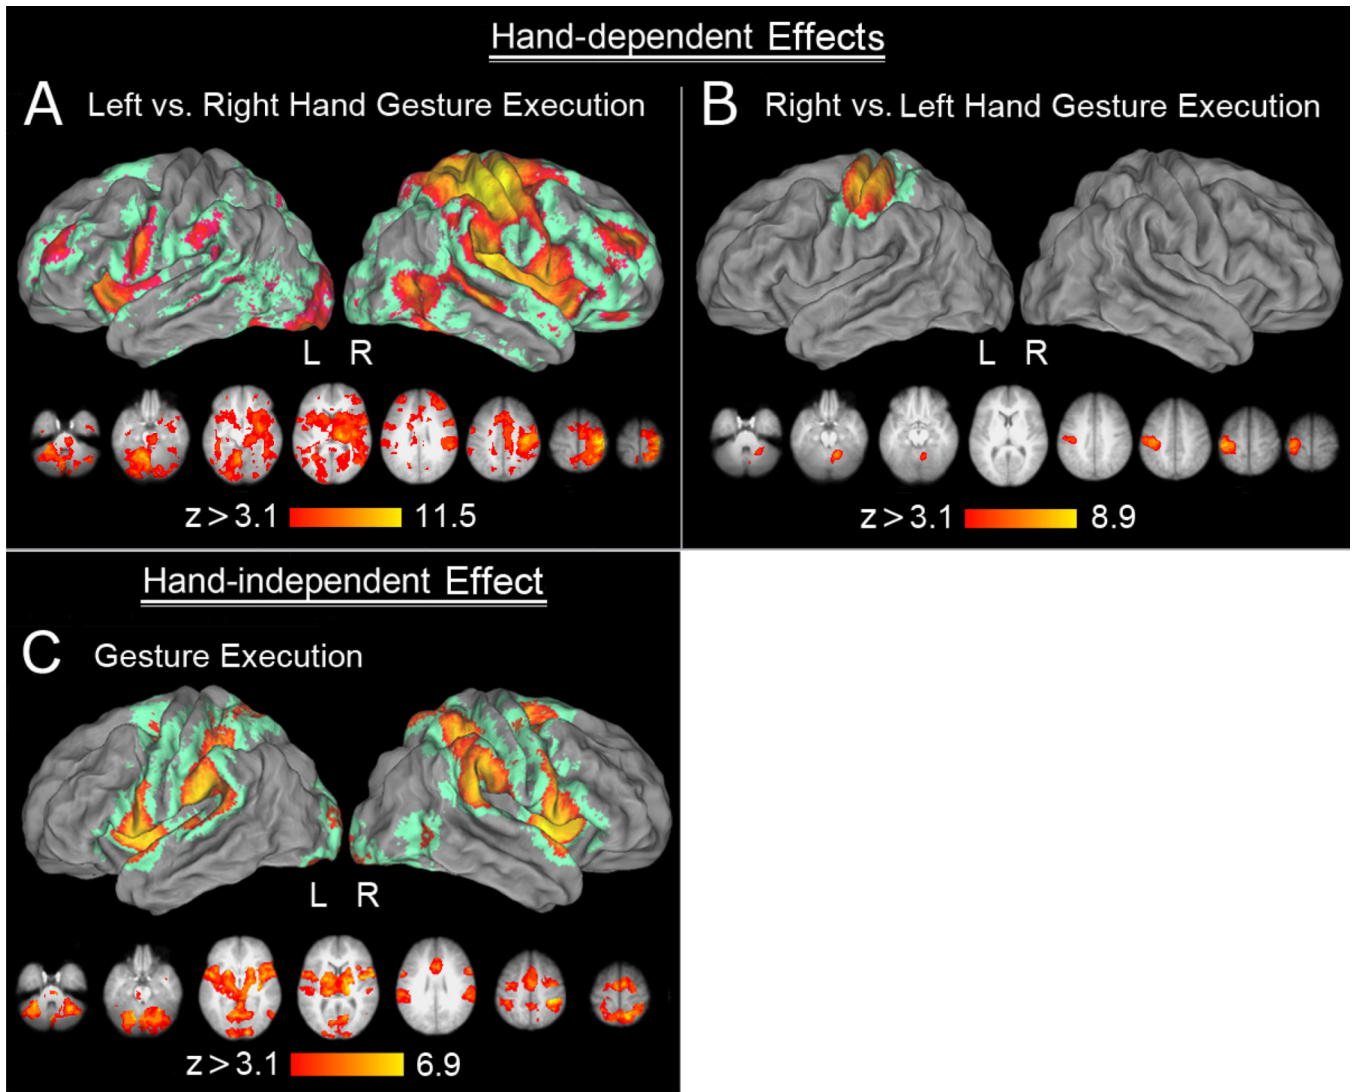 Hand-dependent Effects
A Left vs. Right Hand Gesture Execution
B Right vs. Left Hand Gesture Execution
L R
L R
z > 3.1 11.5
z > 3.1 8.9
Hand-independent Effect
C Gesture Execution
L R
z > 3.1 6.9